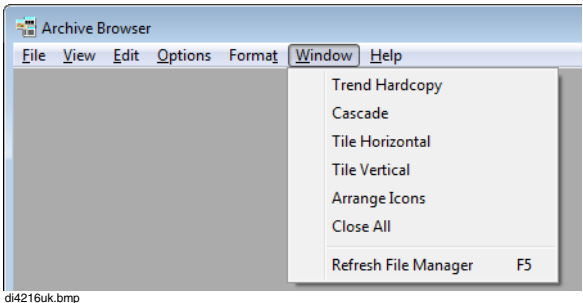 Archive Browser
File View Edit Options Format Window Help
Trend Hardcopy
Cascade
Tile Horizontal
Tile Vertical
Arrange Icons
Close All
Refresh File Manager F5
di4216uk.bmp